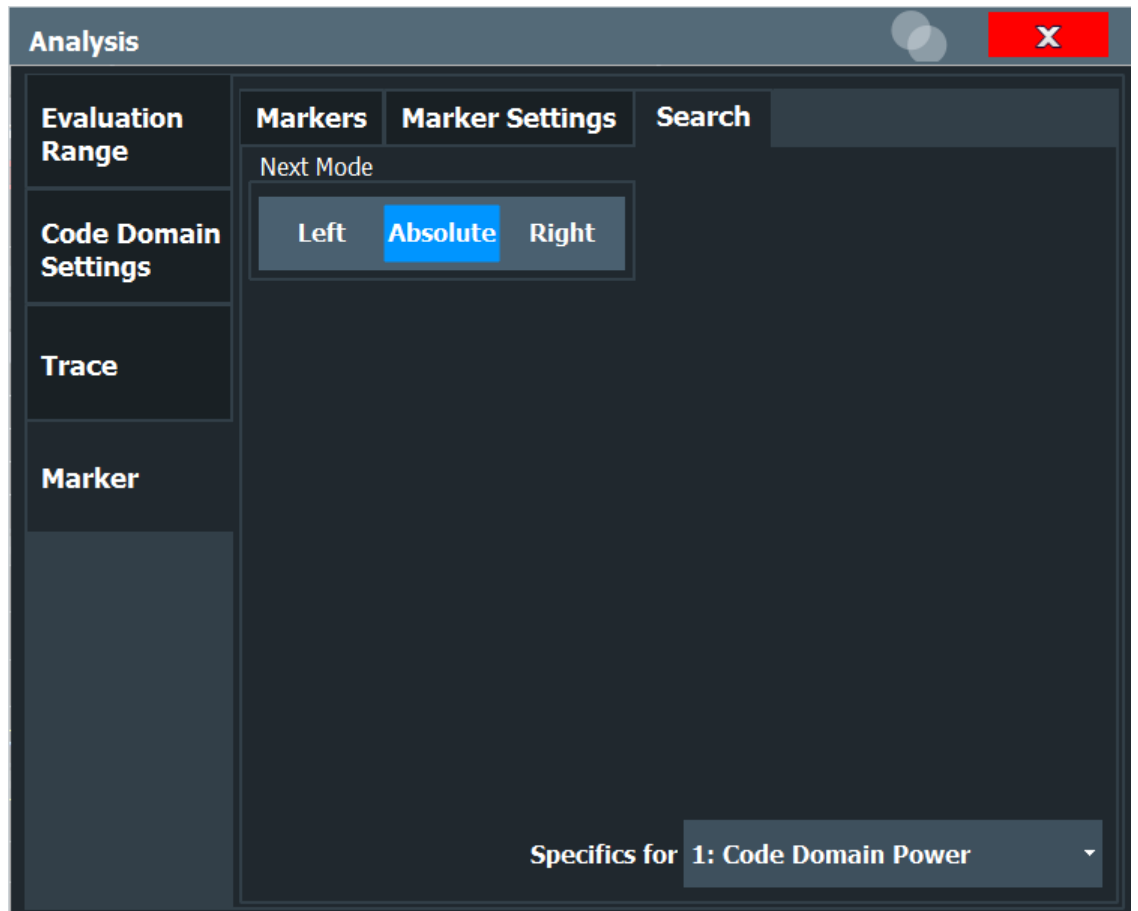 Analysis
X
Evaluation
Range
Code Domain
Settings
Trace
Marker
Markers Marker Settings Search
Next Mode
Left Absolute Right
Specifics for 1: Code Domain Power